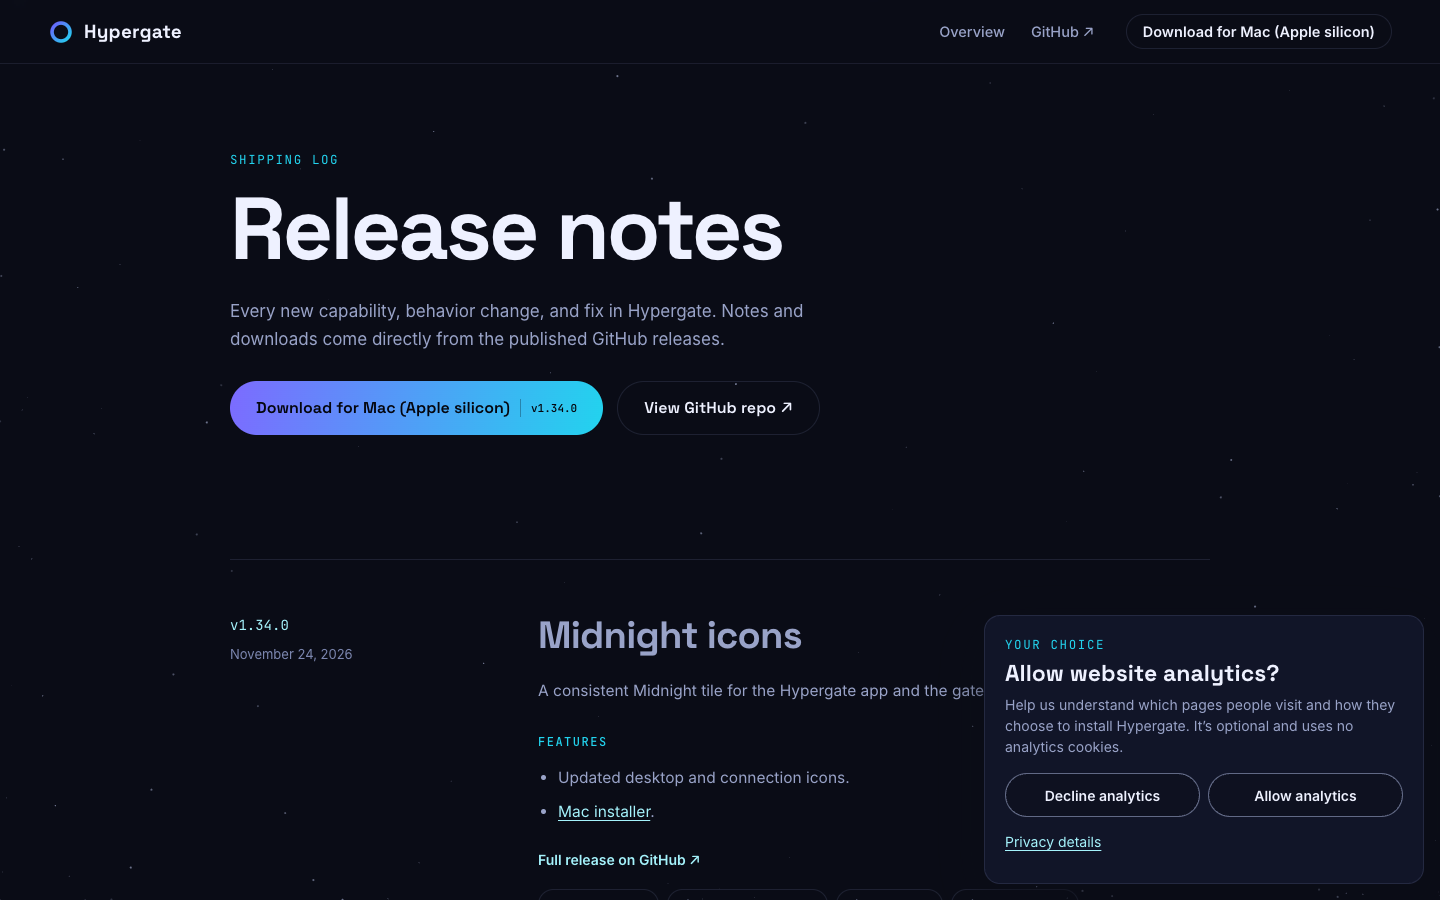 Hypergate
Overview
GitHub ↗
Download for Mac (Apple silicon)
SHIPPING LOG
Release notes
Every new capability, behavior change, and fix in Hypergate. Notes and
downloads come directly from the published GitHub releases.
Download for Mac (Apple silicon) | v1.34.0
View GitHub repo ↗
v1.34.0
November 24, 2026
Midnight icons
A consistent Midnight tile for the Hypergate app and the gate
FEATURES
• Updated desktop and connection icons.
• Mac installer.
Full release on GitHub ↗
YOUR CHOICE
Allow website analytics?
Help us understand which pages people visit and how they
choose to install Hypergate. It’s optional and uses no
analytics cookies.
Decline analytics
Allow analytics
Privacy details